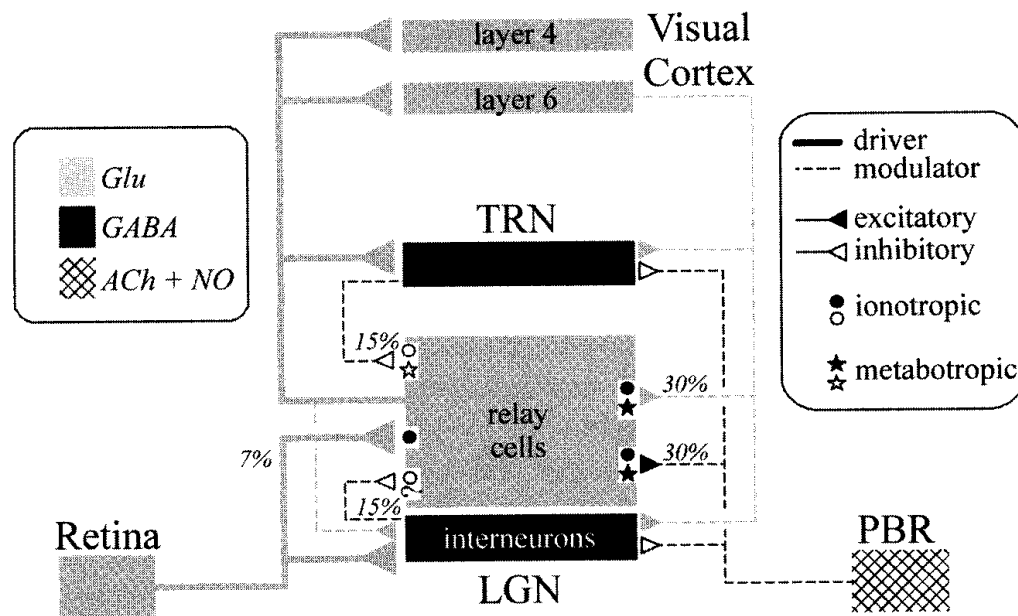 layer 4
Visual
Cortex
layer 6
Glu
GABA
ACh + NO
driver
modulator
excitatory
inhibitory
ionotropic
metabotropic
TRN
15%
30%
relay
cells
7%
30%
?
15%
Retina
interneurons
PBR
LGN